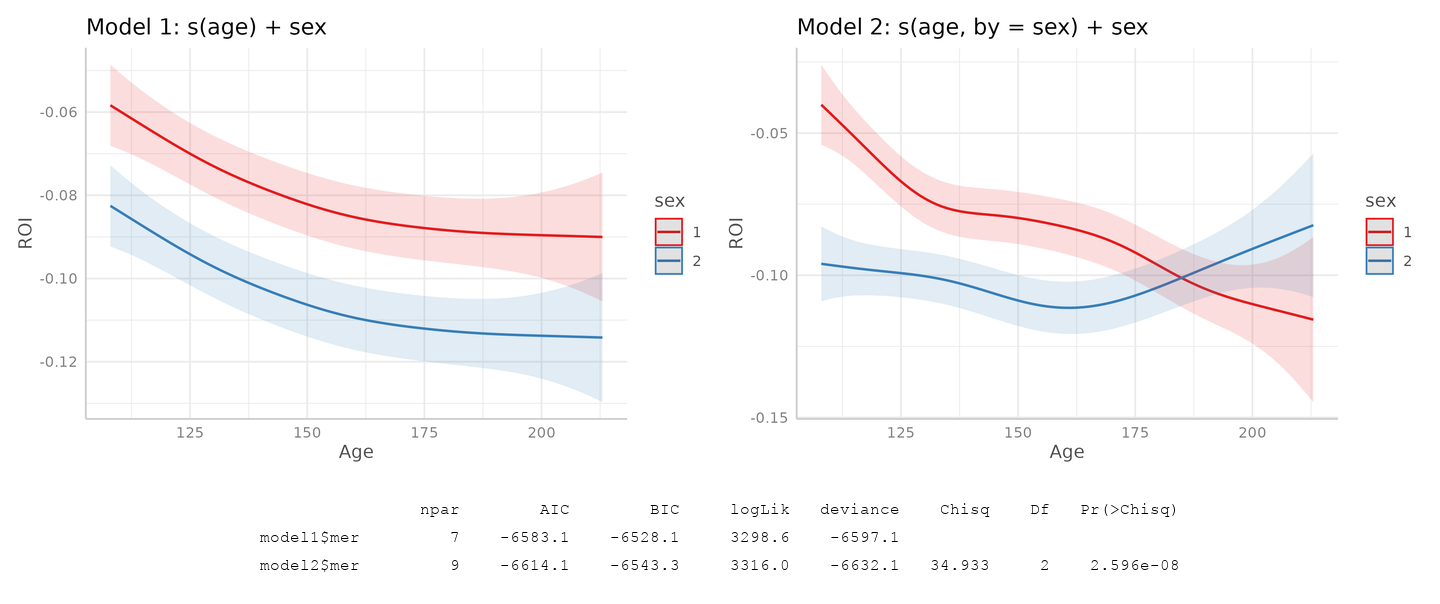 Model 1: s(age) + sex
-0.06
-0.08
-0.10
-0.12
ROI
125 150 175 200
Age
sex
1
2
Model 2: s(age, by = sex) + sex
-0.05
-0.10
-0.15
ROI
125 150 175 200
Age
sex
1
2
npar AIC BIC logLik deviance Chisq Df Pr(>Chisq)
model1$mer 7 -6583.1 -6528.1 3298.6 -6597.1
model2$mer 9 -6614.1 -6543.3 3316.0 -6632.1 34.933 2 2.596e-08